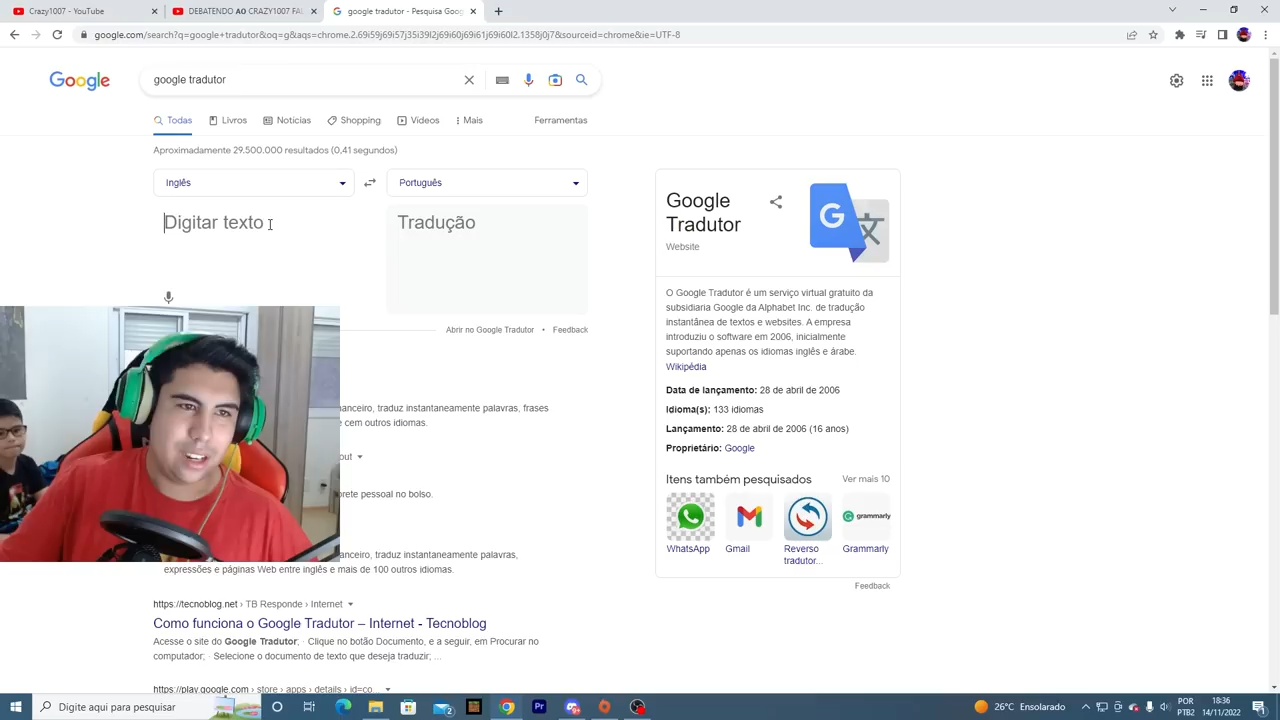 Crazy1007 - YouTube
DEBATENDO AO CRAZY1007 FAL
google tradutor - Pesquisa Goog
google.com/search?q=google+tradutor&oq=g&aqs=chrome.2.69i59j69i57j35i39l2j69i60j69i61j69i60l2.1358j0j7&sourceid=chrome&ie=UTF-8
Google
google tradutor
Todas
Livros
Notícias
Shopping
Vídeos
Mais
Ferramentas
Aproximadamente 29.500.000 resultados (0,41 segundos)
Inglês
Português
Digitar texto
Tradução
Abrir no Google Tradutor • Feedback
anceiro, traduz instantaneamente palavras, frases
e cem outros idiomas.
out
prete pessoal no bolso.
anceiro, traduz instantaneamente palavras,
expressões e páginas Web entre inglês e mais de 100 outros idiomas.
https://tecnoblog.net › TB Responde › Internet
Como funciona o Google Tradutor – Internet - Tecnoblog
Acesse o site do Google Tradutor; · Clique no botão Documento, e a seguir, em Procurar no
computador; · Selecione o documento de texto que deseja traduzir; ...
https://play.google.com › store › apps › details › id=co...
Google
Tradutor
Website
O Google Tradutor é um serviço virtual gratuito da
subsidiaria Google da Alphabet Inc. de tradução
instantânea de textos e websites. A empresa
introduziu o software em 2006, inicialmente
suportando apenas os idiomas inglês e árabe.
Wikipédia
Data de lançamento: 28 de abril de 2006
Idioma(s): 133 idiomas
Lançamento: 28 de abril de 2006 (16 anos)
Proprietário: Google
Itens também pesquisados
Ver mais 10
grammarly
WhatsApp
Gmail
Reverso
tradutor...
Grammarly
Feedback
Digite aqui para pesquisar
26°C Ensolarado
POR
PTB2
18:36
14/11/2022